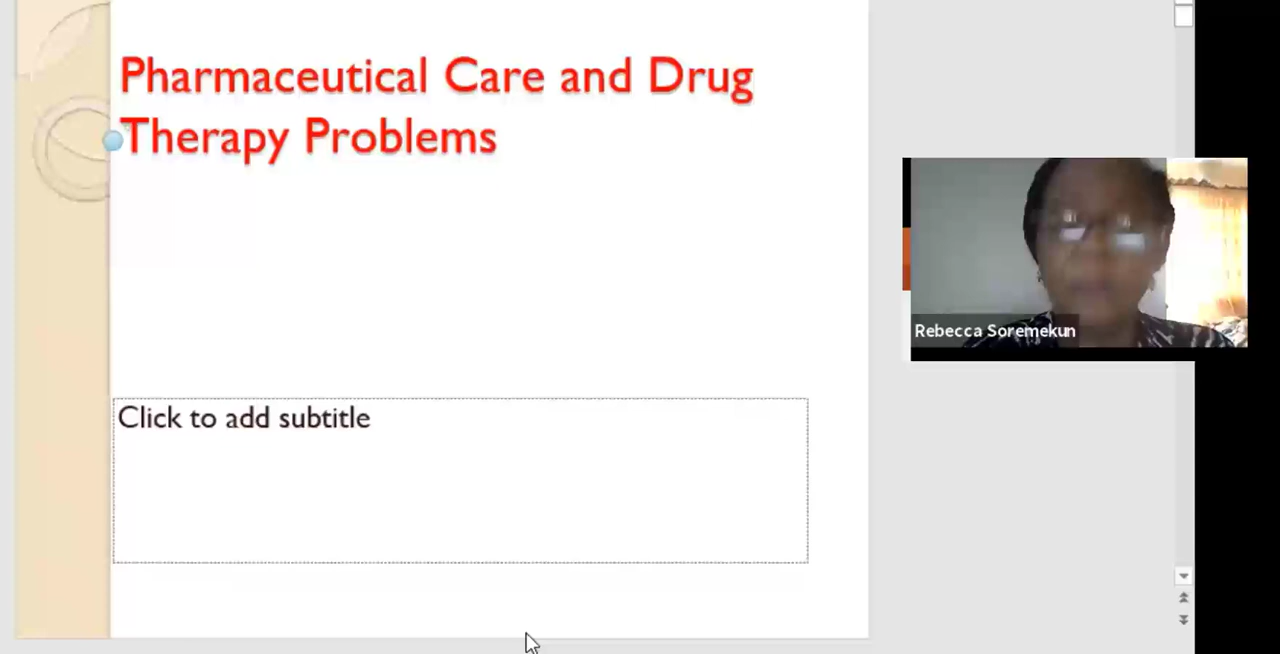 Pharmaceutical Care and Drug
Therapy Problems
Click to add subtitle
Rebecca Soremekun